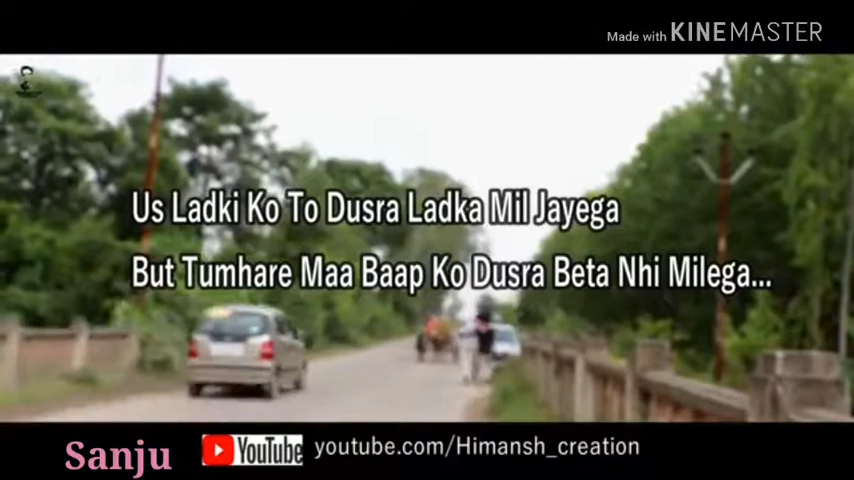 Made with KINEMASTER
Us Ladki Ko To Dusra Ladka Mil Jayega
But Tumhare Maa Baap Ko Dusra Beta Nhi Milega...
Sanju YouTube youtube.com/Himansh_creation